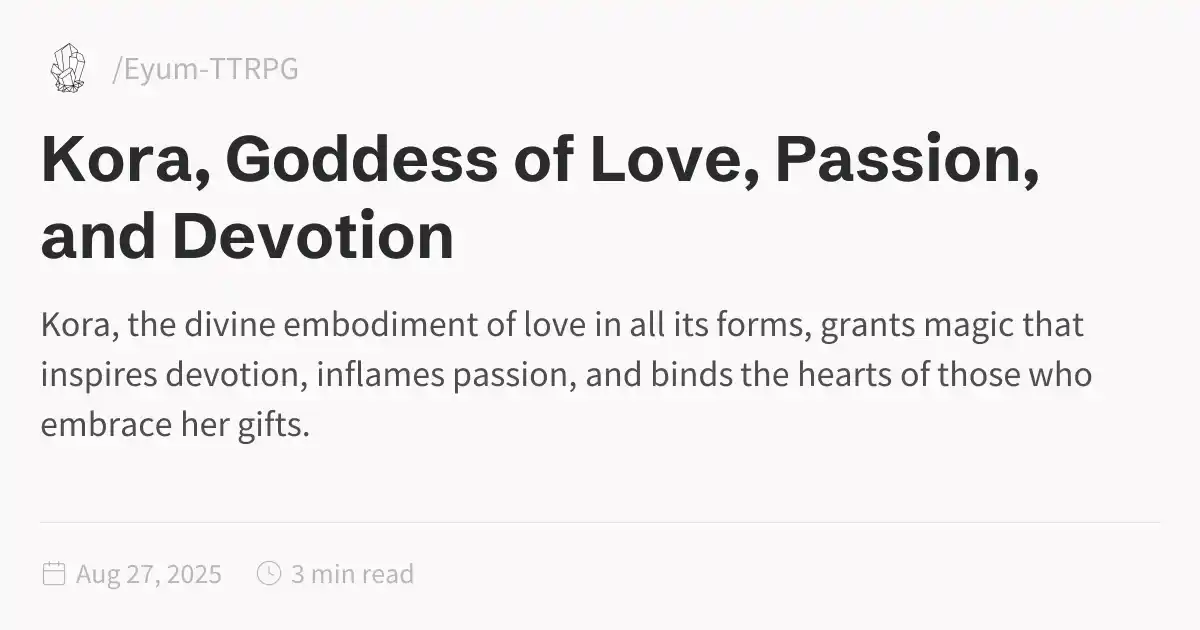 /Eyum-TTRPG
Kora, Goddess of Love, Passion,
and Devotion
Kora, the divine embodiment of love in all its forms, grants magic that
inspires devotion, inflames passion, and binds the hearts of those who
embrace her gifts.
Aug 27, 2025 3 min read